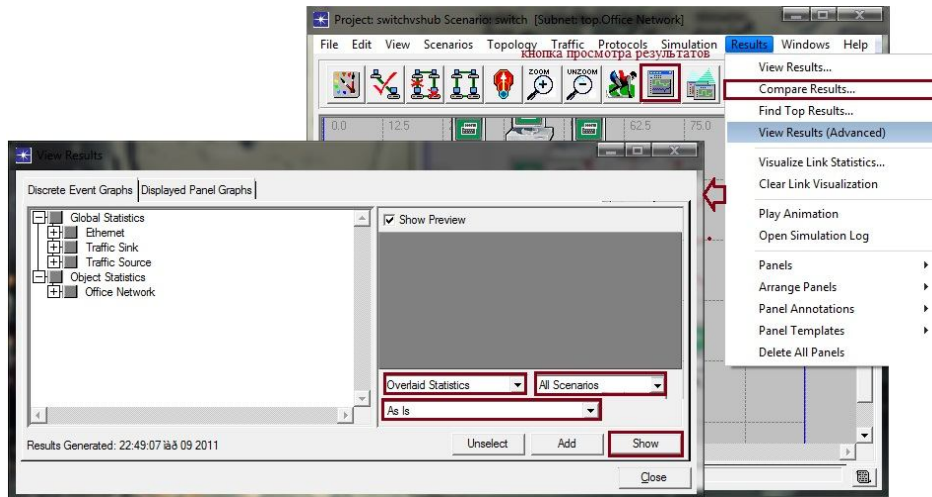 Project: switchvshub Scenario: switch [Subnet: top.Office Network]
File Edit View Scenarios Topology Traffic Protocols Simulation Results Windows Help
кнопка просмотра результатов
ZOOM UNZOOM
0.0 12.5 62.5 75.0
View Results...
Compare Results...
Find Top Results...
View Results (Advanced)
Visualize Link Statistics...
Clear Link Visualization
Play Animation
Open Simulation Log
Panels
Arrange Panels
Panel Annotations
Panel Templates
Delete All Panels
View Results
Discrete Event Graphs Displayed Panel Graphs
Global Statistics
Ethernet
Traffic Sink
Traffic Source
Object Statistics
Office Network
Show Preview
Overlaid Statistics All Scenarios
As Is
Results Generated: 22:49:07 ìàð 09 2011
Unselect Add Show
Close